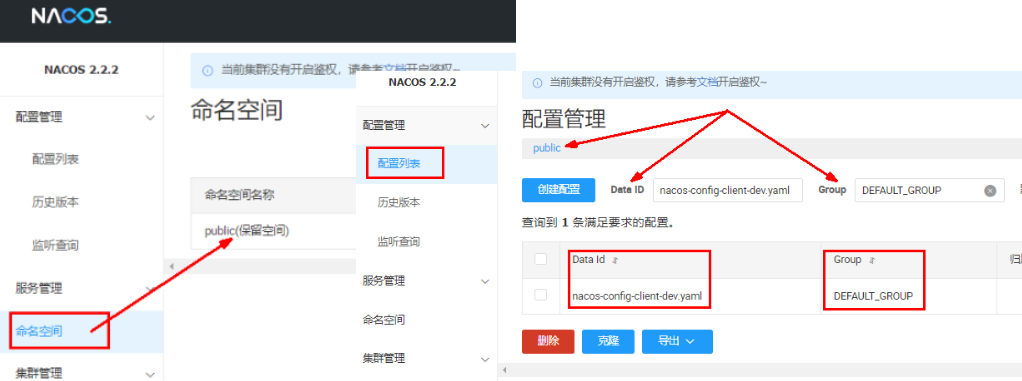 NACOS.
NACOS 2.2.2
配置管理
配置列表
历史版本
监听查询
服务管理
命名空间
集群管理
当前集群没有开启鉴权，请参考文档开启鉴权~
命名空间
命名空间名称
public(保留空间)
NACOS 2.2.2
配置管理
配置列表
历史版本
监听查询
服务管理
命名空间
集群管理
当前集群没有开启鉴权，请参考文档开启鉴权~
配置管理
public
创建配置 Data ID nacos-config-client-dev.yaml Group DEFAULT_GROUP
查询到 1 条满足要求的配置。
Data Id Group
nacos-config-client-dev.yaml DEFAULT_GROUP
删除 克隆 导出